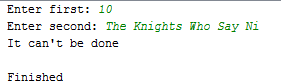 Enter first: 10
Enter second: The Knights Who Say Ni
It can't be done
Finished